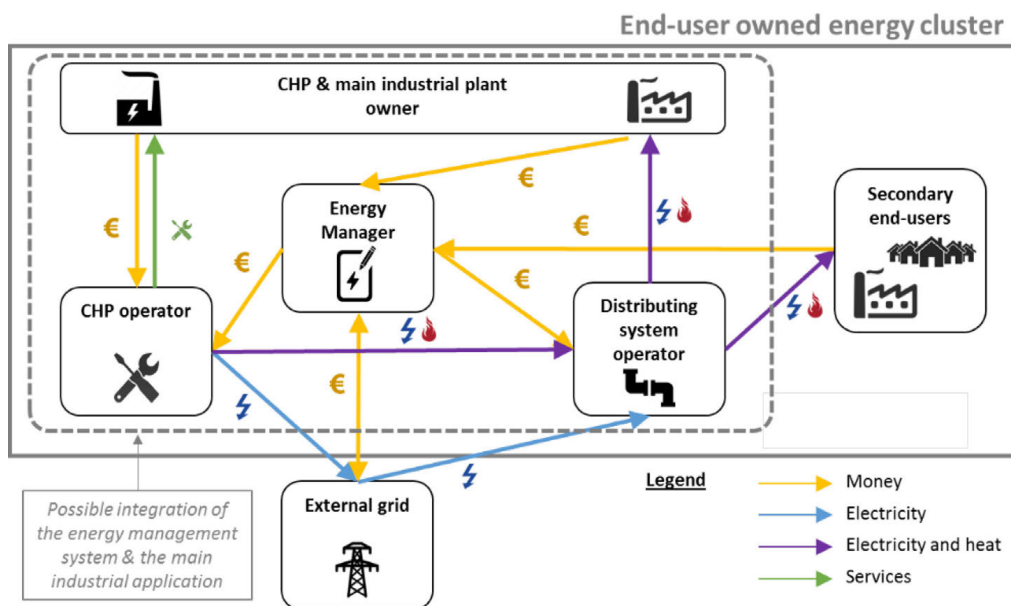 End-user owned energy cluster
CHP & main industrial plant
owner
€
€
Energy
Manager
Secondary
end-users
€
€
€
CHP operator
Distributing
system
operator
€
External grid
Possible integration of
the energy management
system & the main
industrial application
Legend
Money
Electricity
Electricity and heat
Services